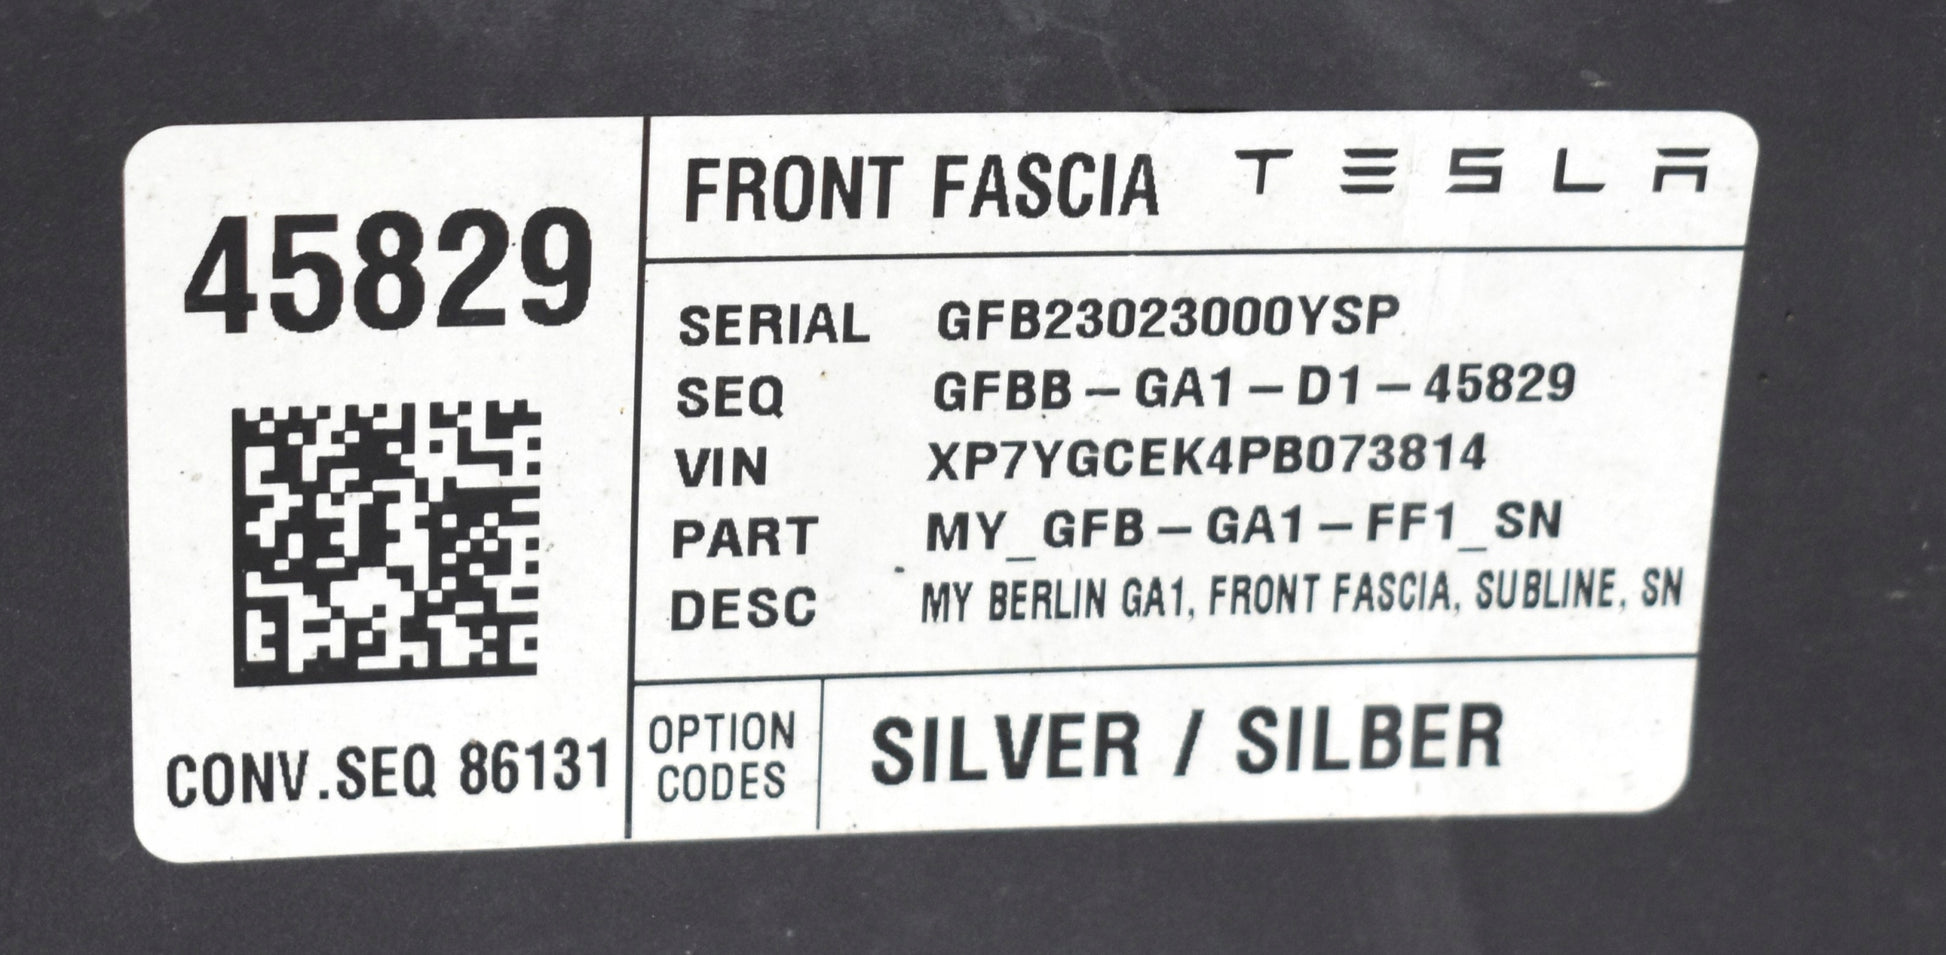 45829
CONV.SEQ 86131
FRONT FASCIA TESLA
SERIAL GFB23023000YSP
SEQ GFBB-GA1-D1-45829
VIN XP7YGCEK4PB073814
PART MY_GFB-GA1-FF1_SN
DESC MY BERLIN GA1, FRONT FASCIA, SUBLINE, SN
OPTION
CODES
SILVER / SILBER